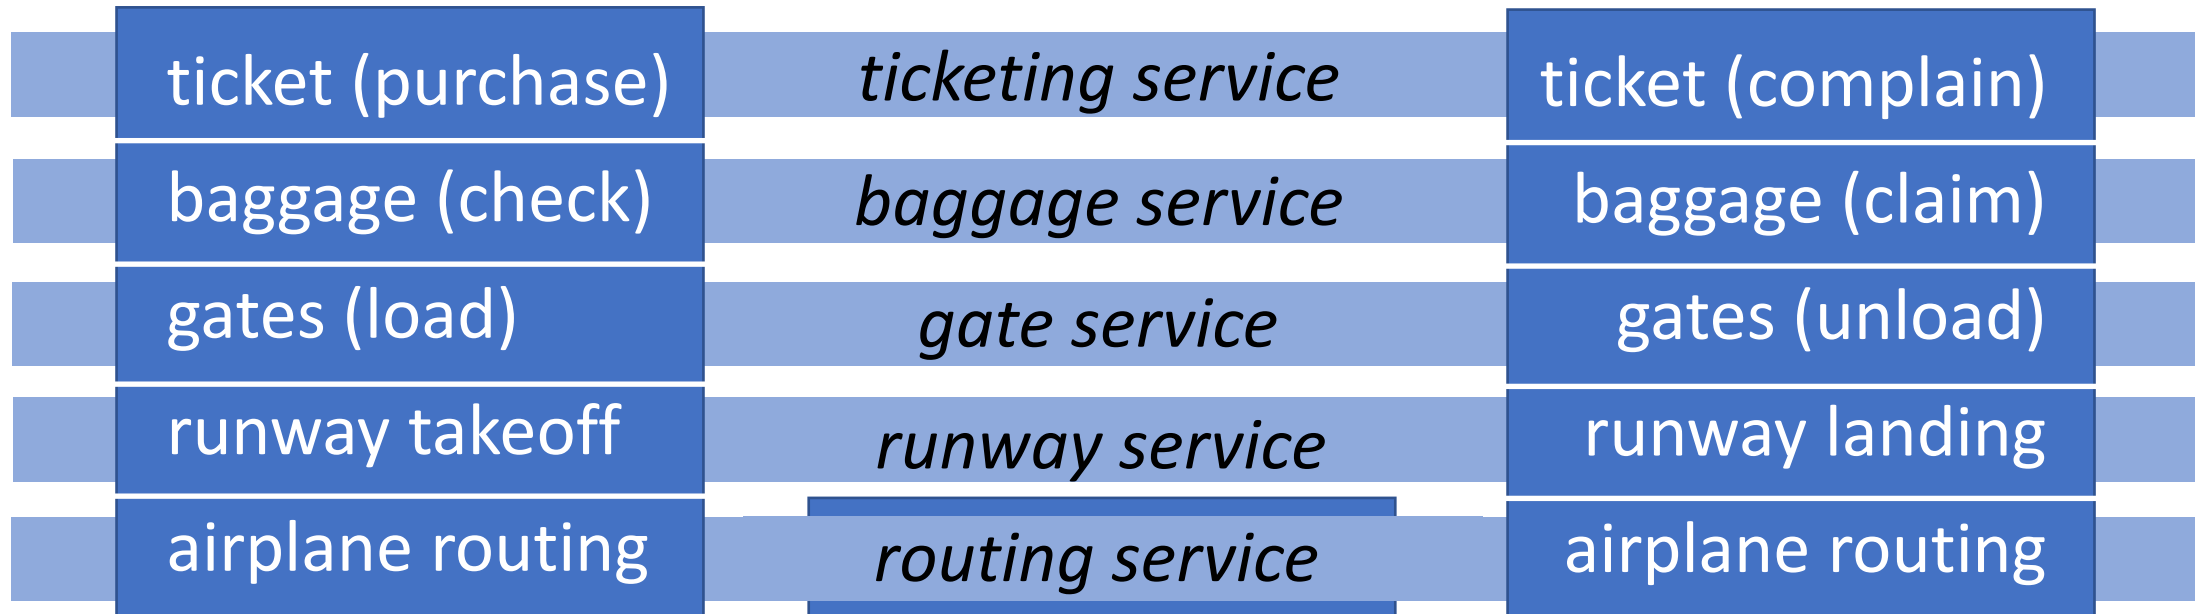 ticket (purchase) ticketing service ticket (complain)
baggage (check) baggage service baggage (claim)
gates (load) gate service gates (unload)
runway takeoff runway service runway landing
airplane routing routing service airplane routing